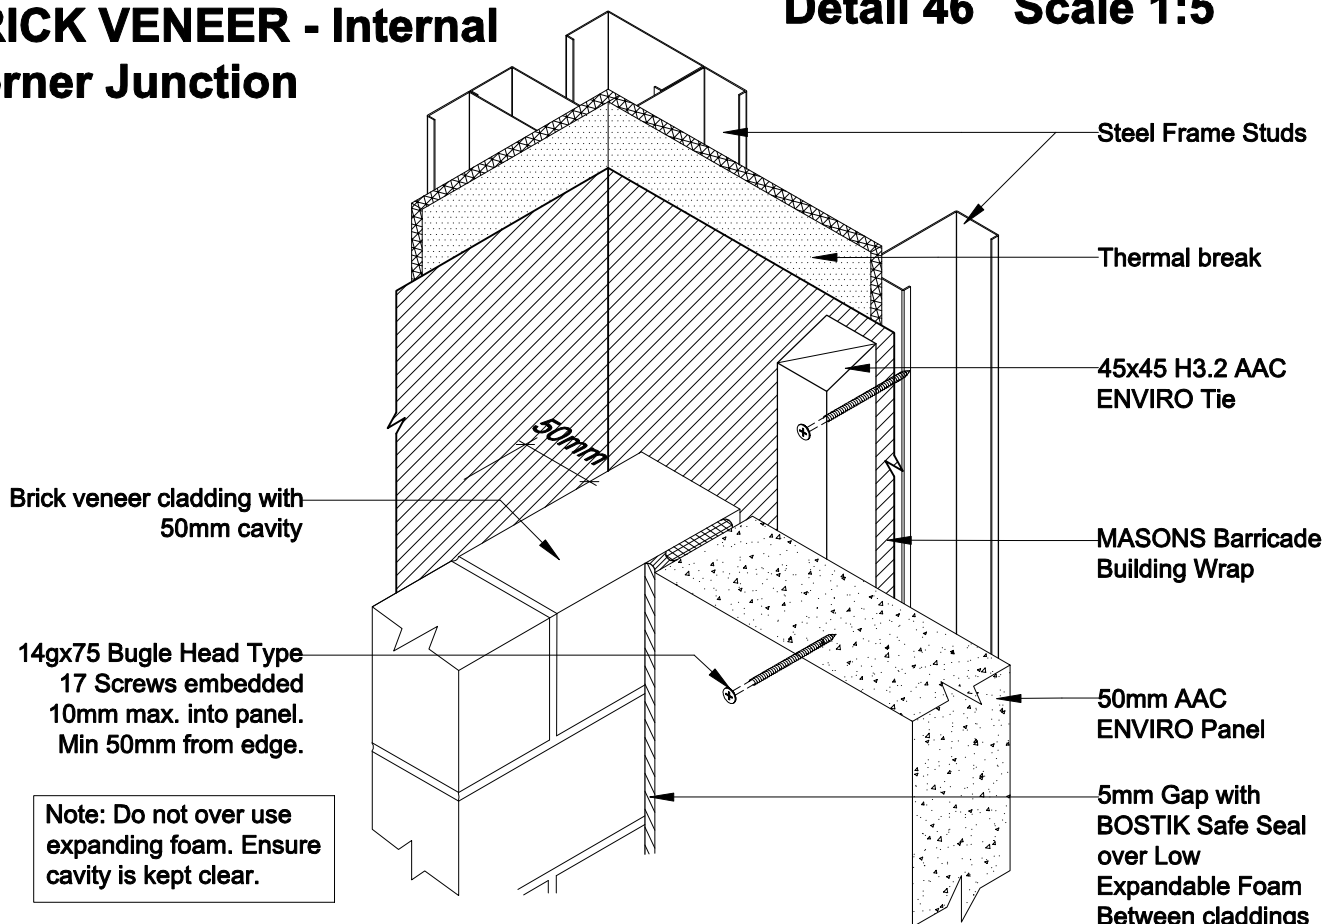 RICK VENEER - Internal
rner Junction
Detail 46 Scale 1:5
Steel Frame Studs
Thermal break
45x45 H3.2 AAC
ENVIRO Tie
50mm
Brick veneer cladding with
50mm cavity
MASONS Barricade
Building Wrap
14gx75 Bugle Head Type
17 Screws embedded
10mm max. into panel.
Min 50mm from edge.
50mm AAC
ENVIRO Panel
Note: Do not over use
expanding foam. Ensure
cavity is kept clear.
5mm Gap with
BOSTIK Safe Seal
over Low
Expandable Foam
Between claddings